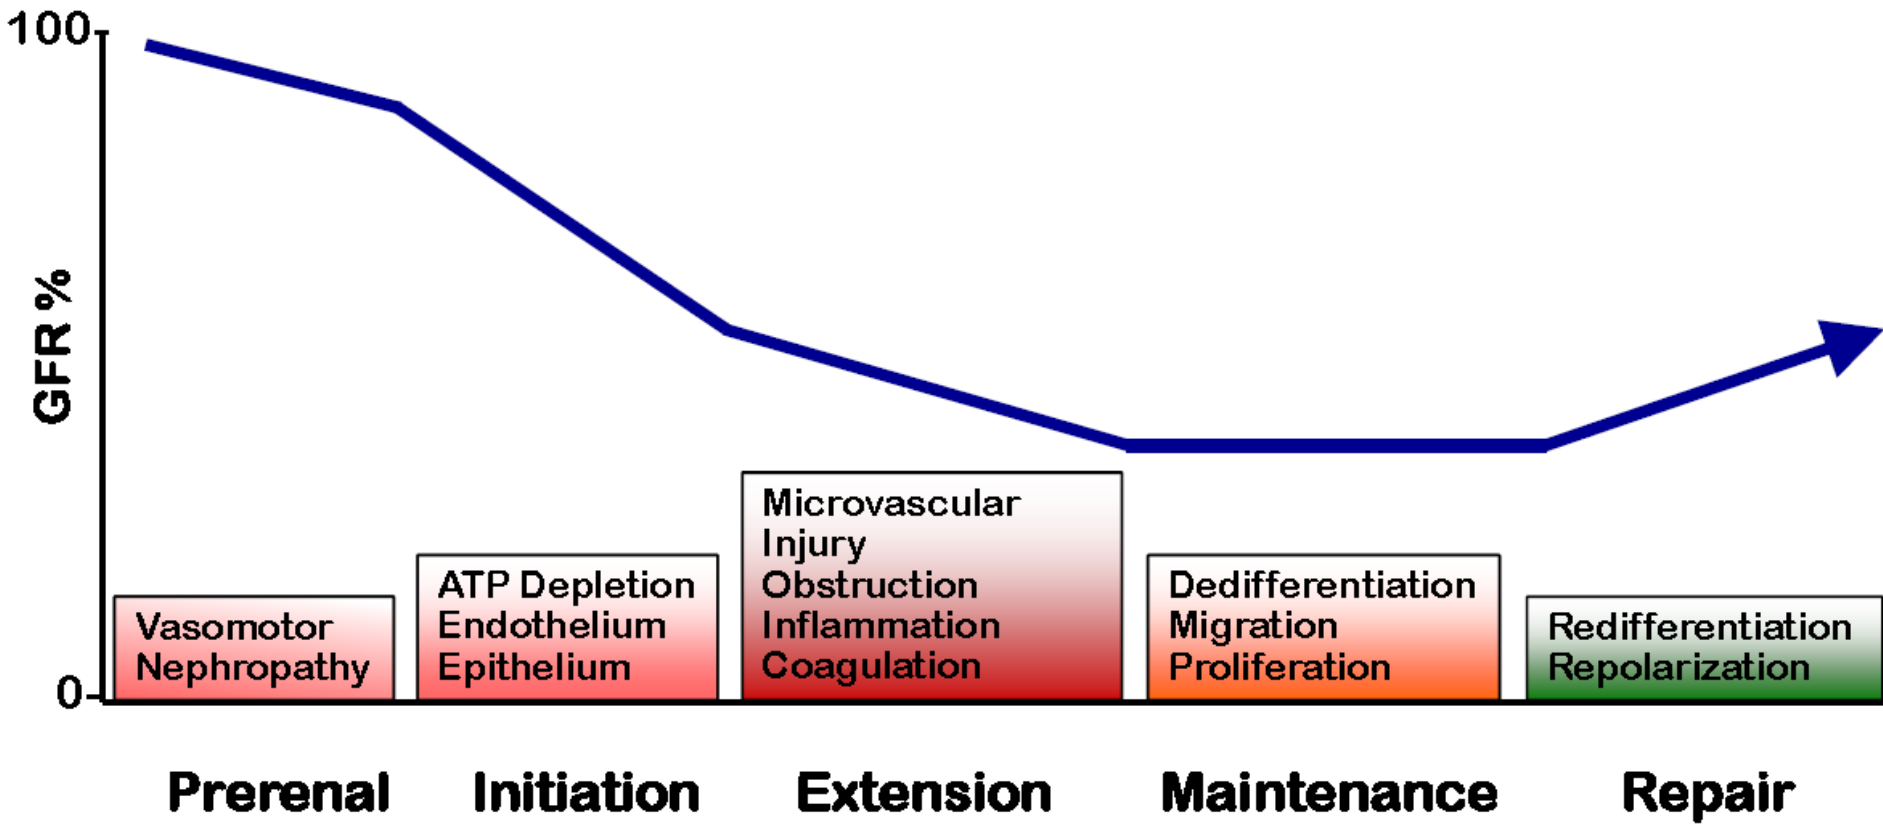 100
GFR %
0
Vasomotor
Nephropathy
ATP Depletion
Endothelium
Epithelium
Microvascular
Injury
Obstruction
Inflammation
Coagulation
Dedifferentiation
Migration
Proliferation
Redifferentiation
Repolarization
Prerenal
Initiation
Extension
Maintenance
Repair